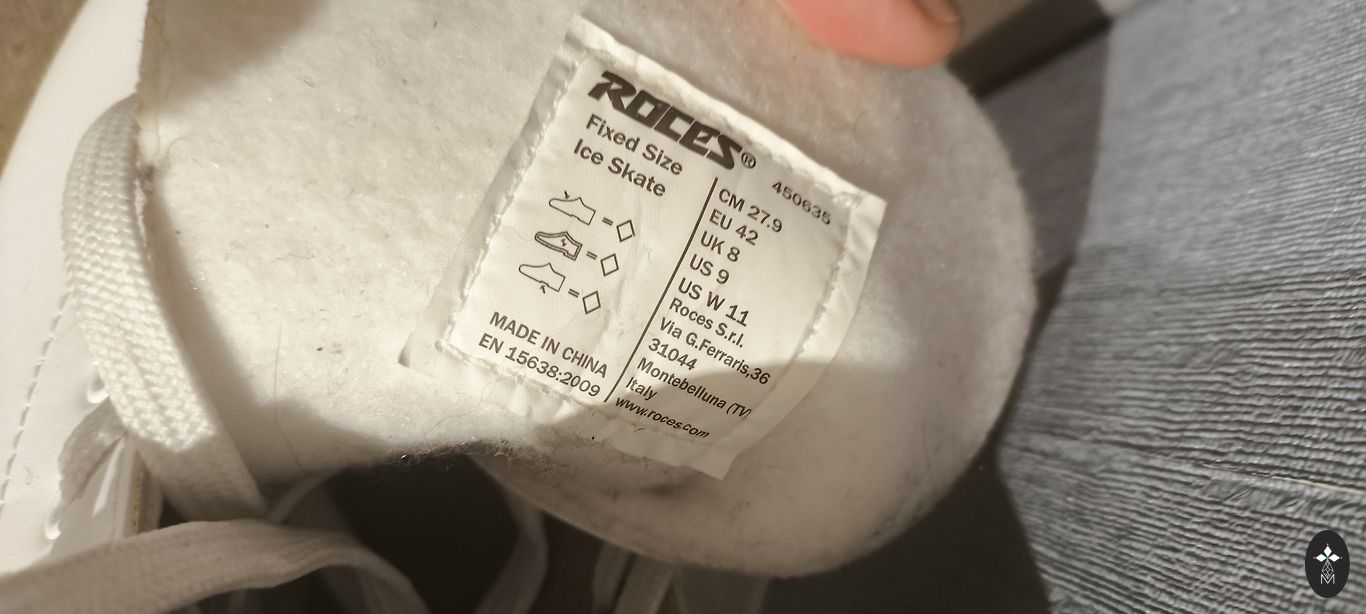 ROCES®
Fixed Size
Ice Skate
MADE IN CHINA
EN 15638:2009
450635
CM 27.9
EU 42
UK 8
US 9
US W 11
Roces S.r.l.
Via G.Ferraris,36
31044
Montebelluna (TV)
Italy
www.roces.com
M